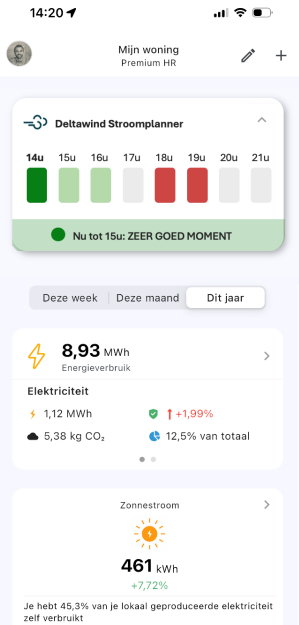 14:20
Mijn woning
Premium HR
Deltawind Stroomplanner
14u 15u 16u 17u 18u 19u 20u 21u
Nu tot 15u: ZEER GOED MOMENT
Deze week Deze maand Dit jaar
8,93 MWh
Energieverbruik
Elektriciteit
1,12 MWh +1,99%
5,38 kg CO₂ 12,5% van totaal
Zonnestroom
461 kWh
+7,72%
Je hebt 45,3% van je lokaal geproduceerde elektriciteit
zelf verbruikt